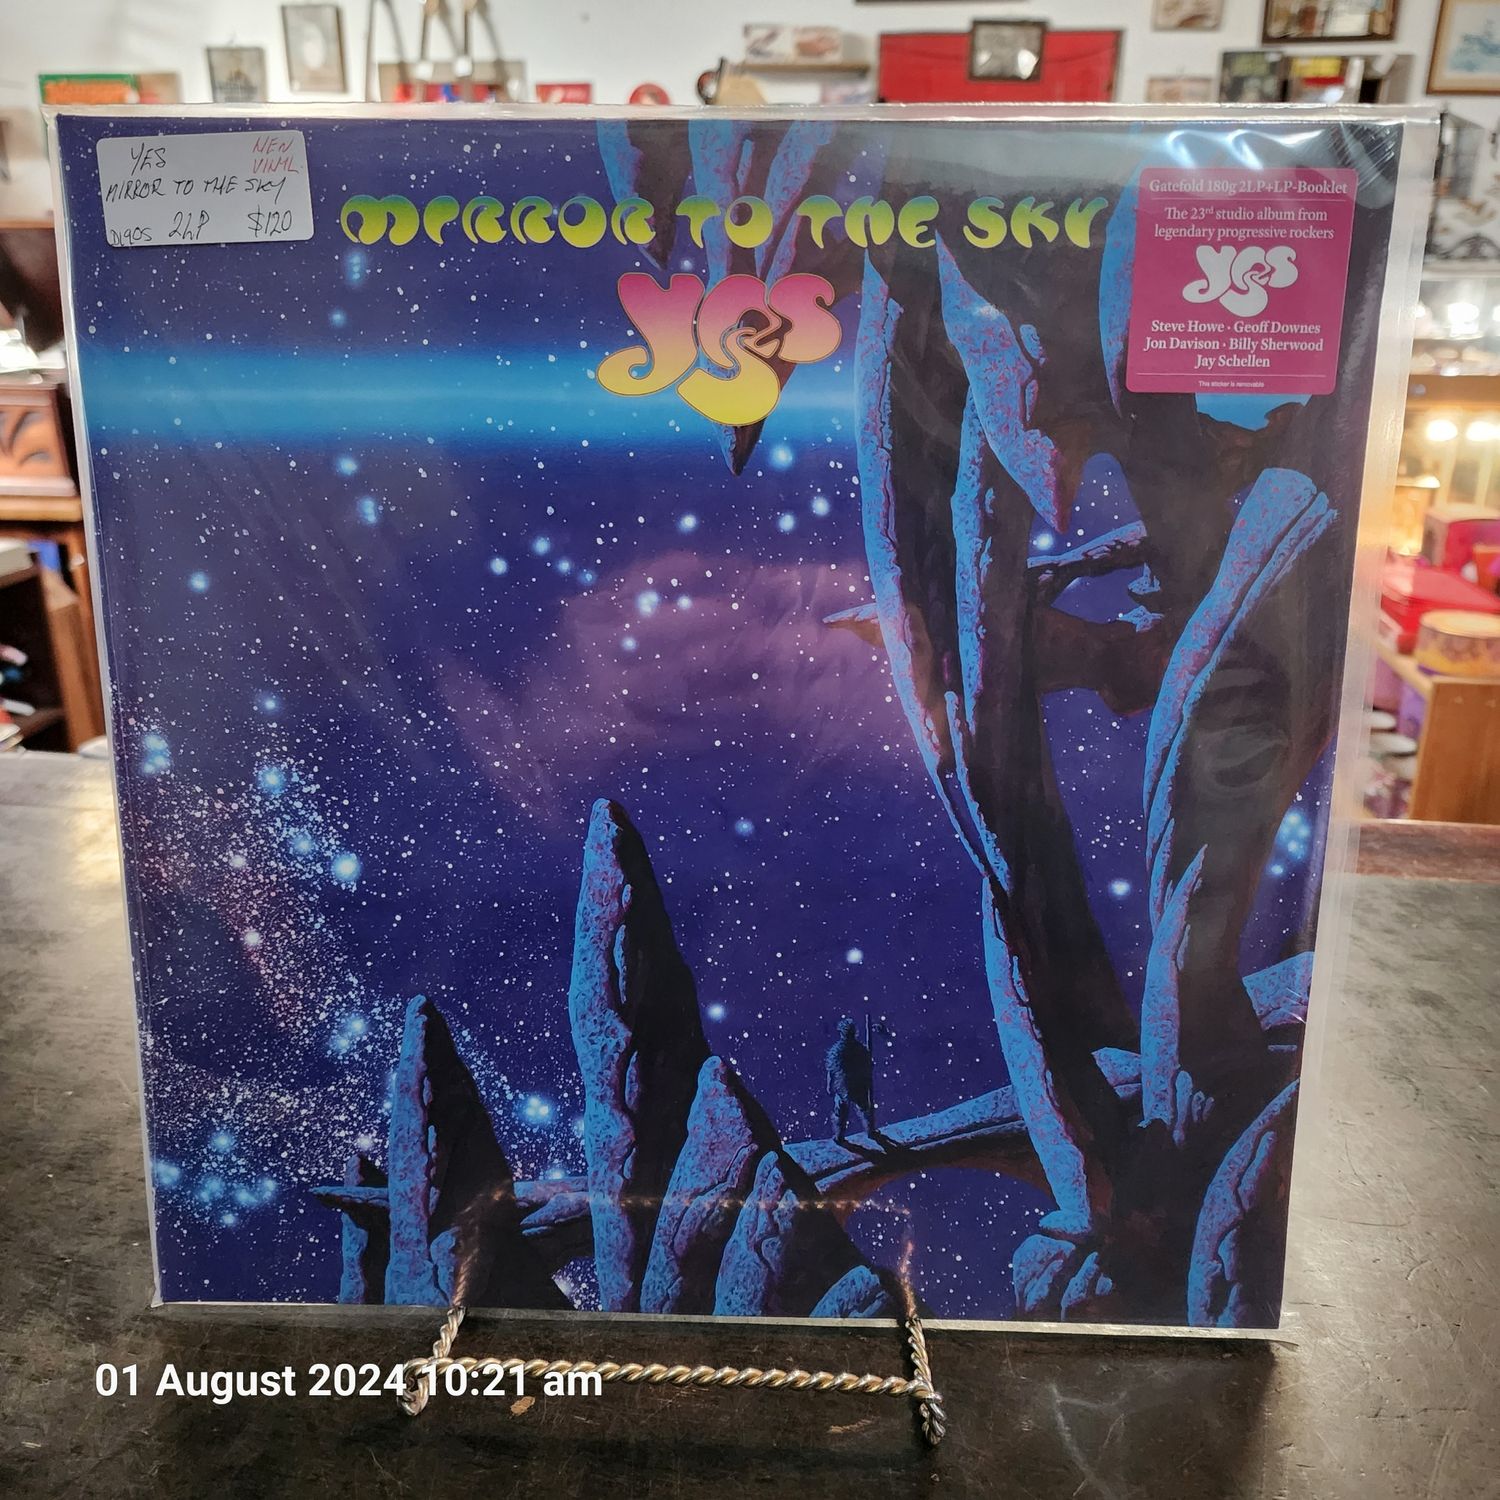 YES
NEW
VINYL.
MIRROR TO THE SKY
D1905 2LP $120
MIRROR TO THE SKY
YES
Gatefold 180g 2LP+LP-Booklet
The 23rd studio album from
legendary progressive rockers
YES
Steve Howe · Geoff Downes
Jon Davison · Billy Sherwood
Jay Schellen
This sticker is removable
01 August 2024 10:21 am